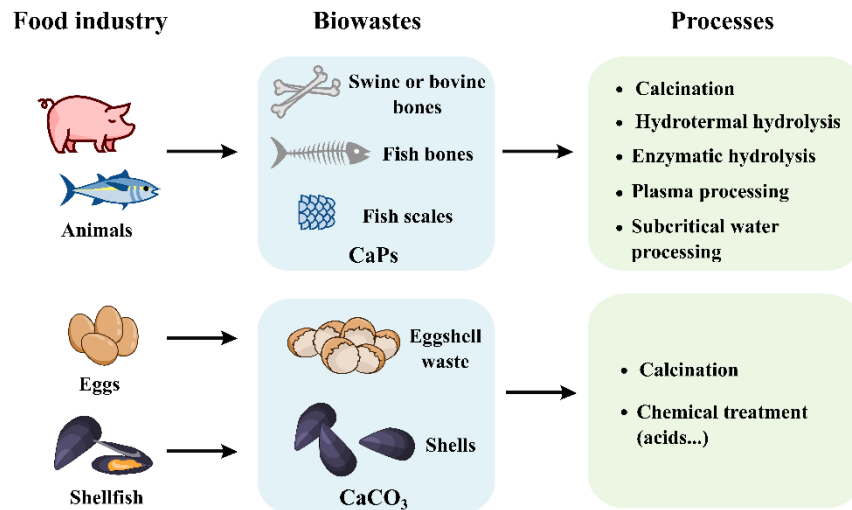 Food industry
Biowastes
Processes
Animals
Swine or bovine
bones
Fish bones
Fish scales
CaPs
• Calcination
• Hydrotermal hydrolysis
• Enzymatic hydrolysis
• Plasma processing
• Subcritical water
processing
Eggs
Shellfish
Eggshell
waste
Shells
CaCO₃
• Calcination
• Chemical treatment
(acids...)